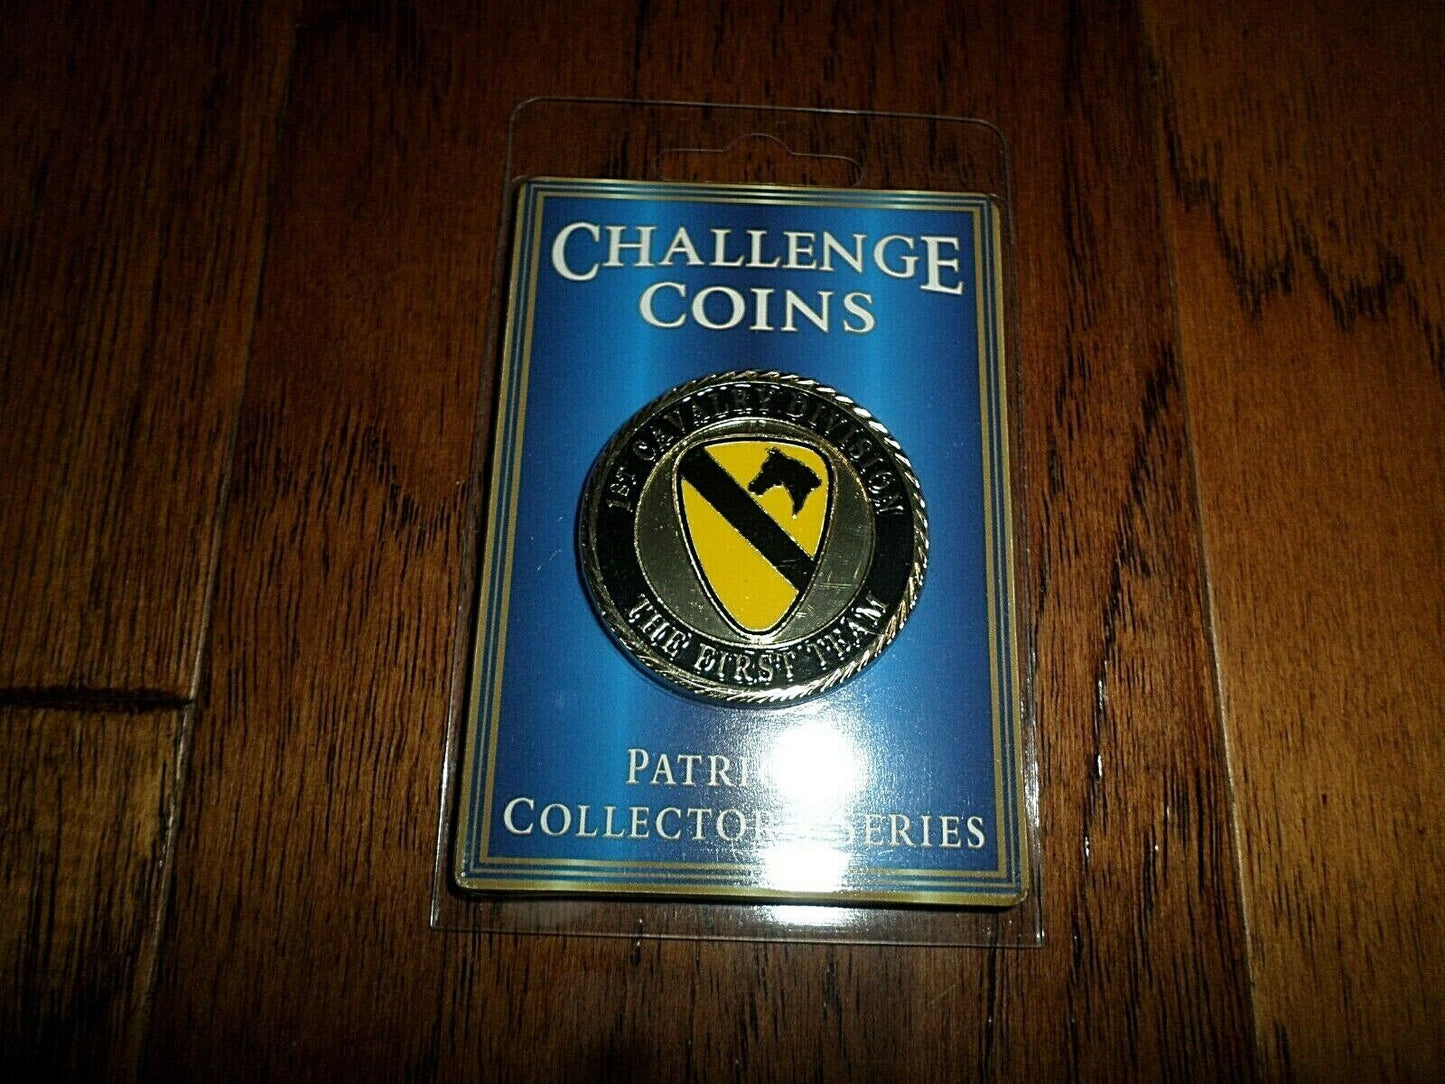 CHALLENGE
COINS
1ST CAVALRY DIVISION
THE FIRST TEAM
COLLECTOR SERIES